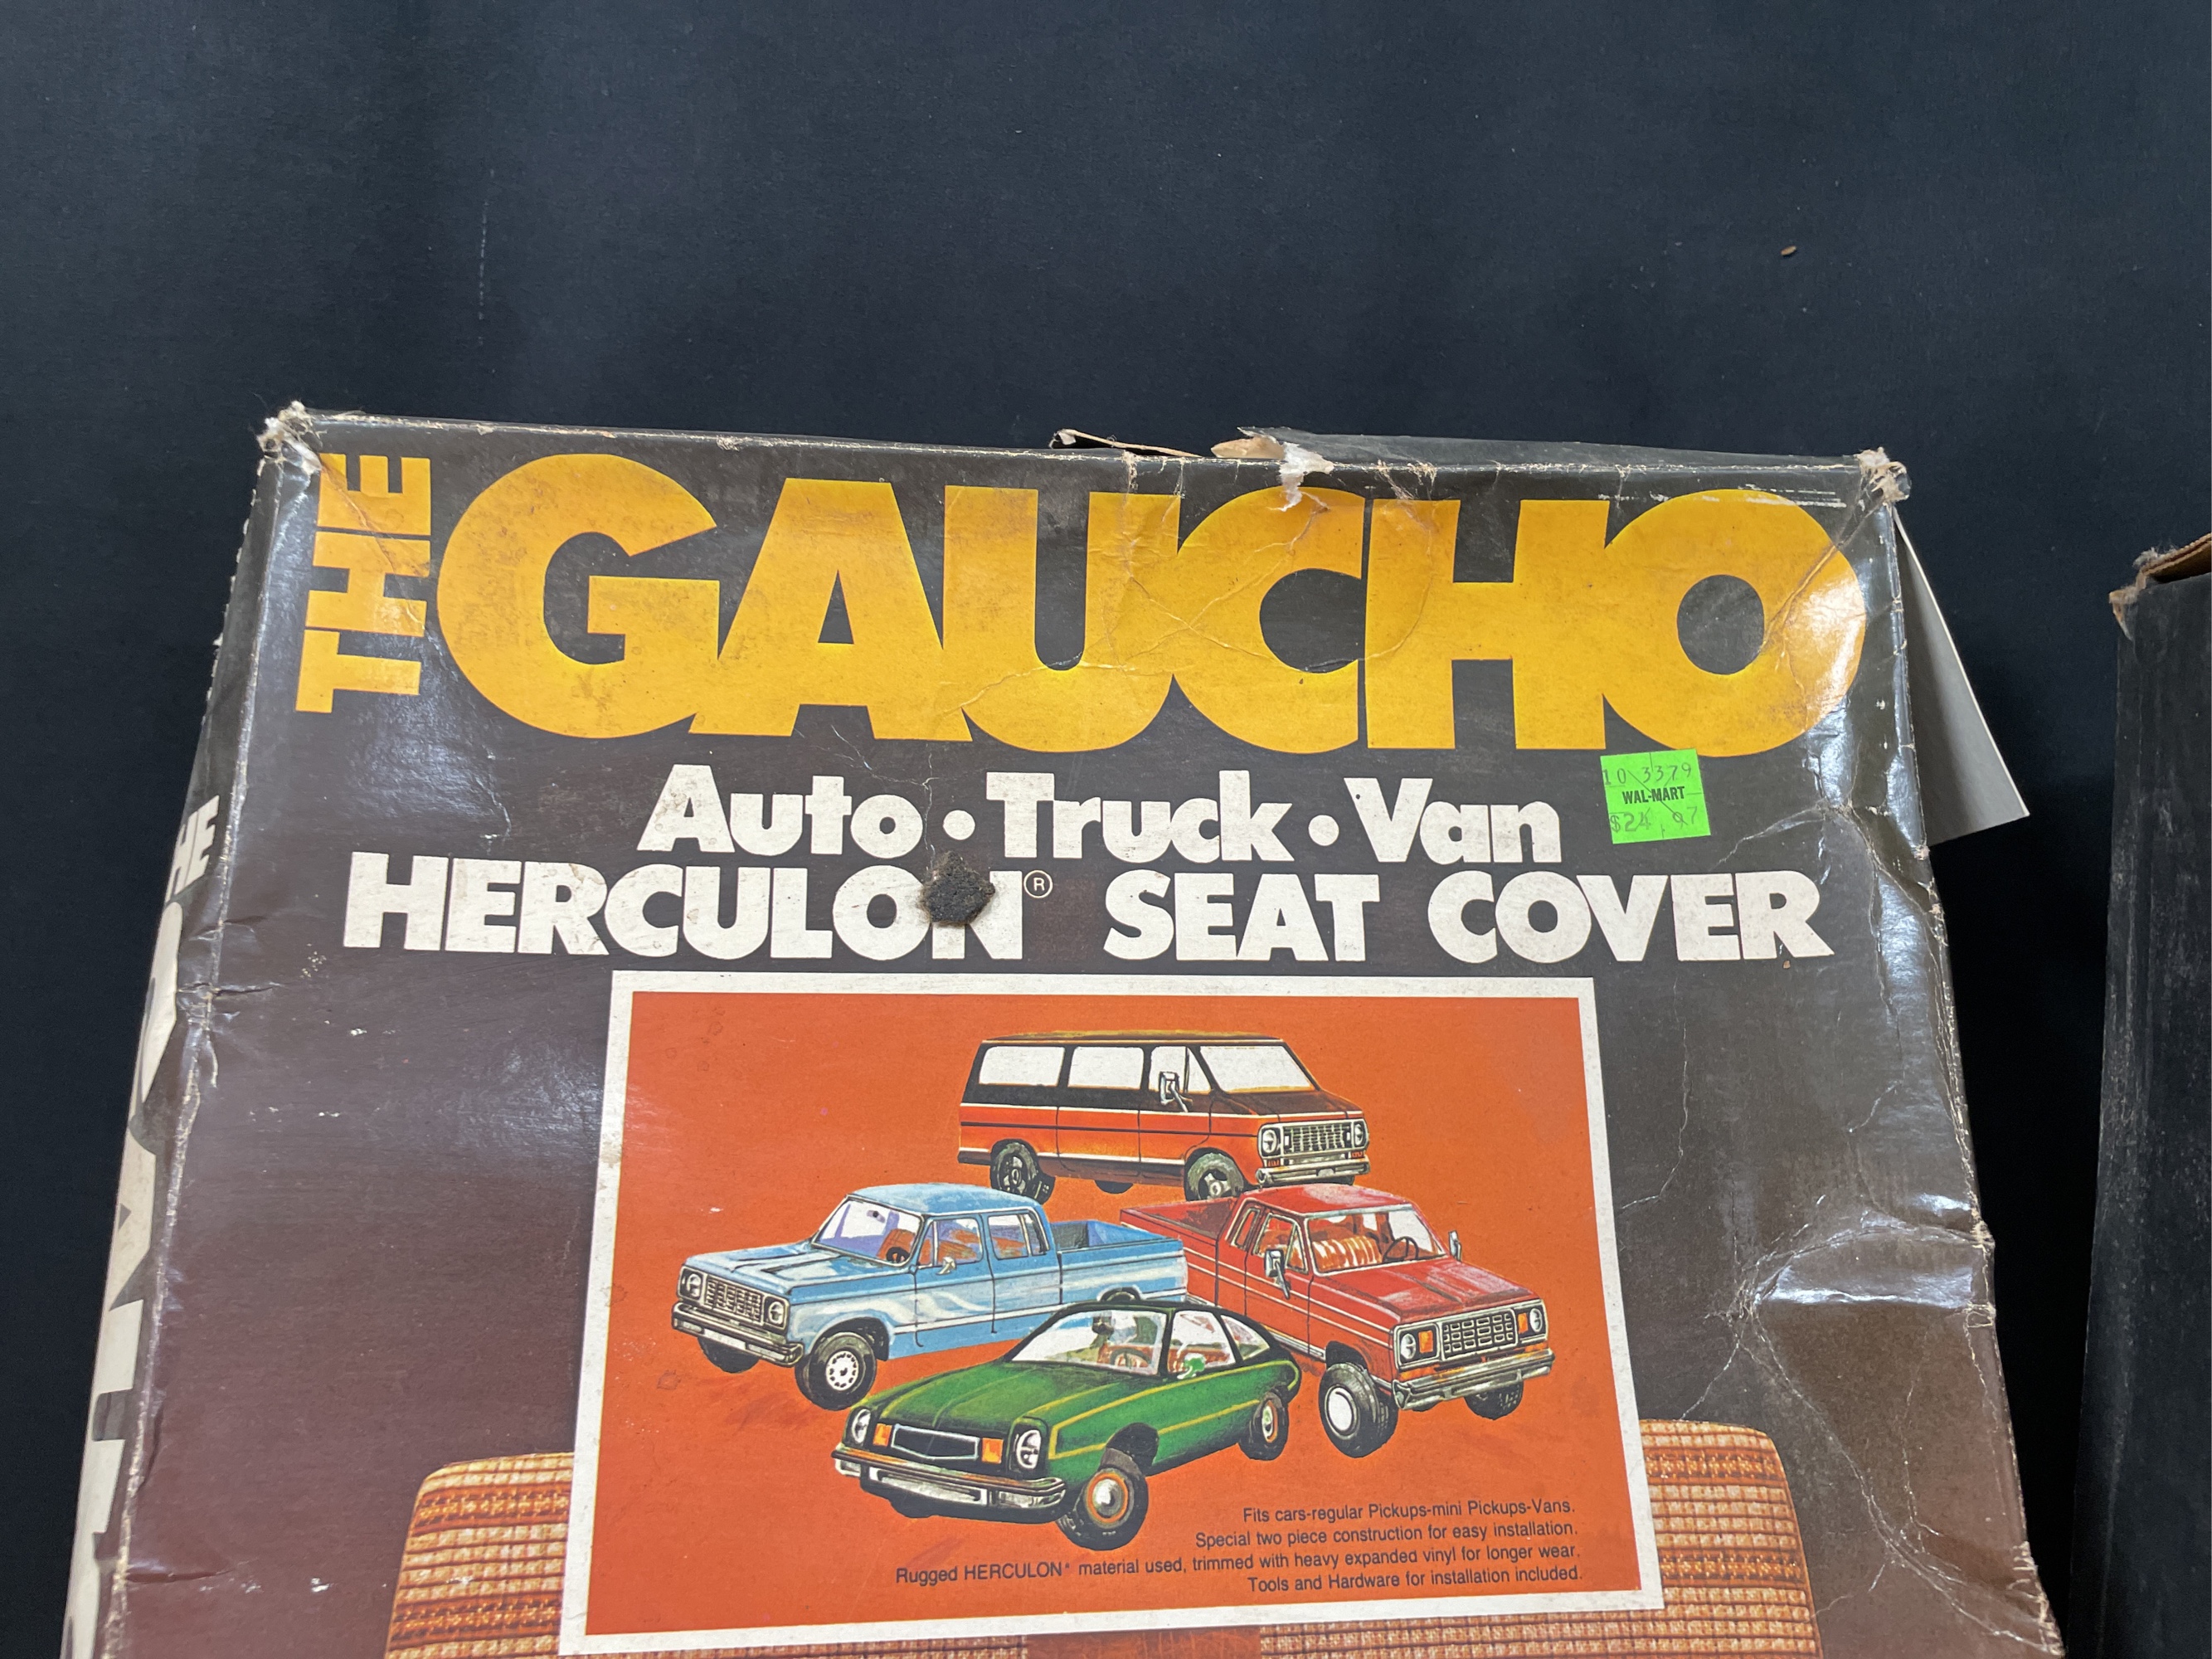 THE GAUCHO
Auto • Truck • Van
HERCULON® SEAT COVER
10 3379
WAL-MART
$24.97
Fits cars-regular Pickups-mini Pickups-Vans.
Special two piece construction for easy installation.
Rugged HERCULON® material used, trimmed with heavy expanded vinyl for longer wear.
Tools and Hardware for installation included.
THE